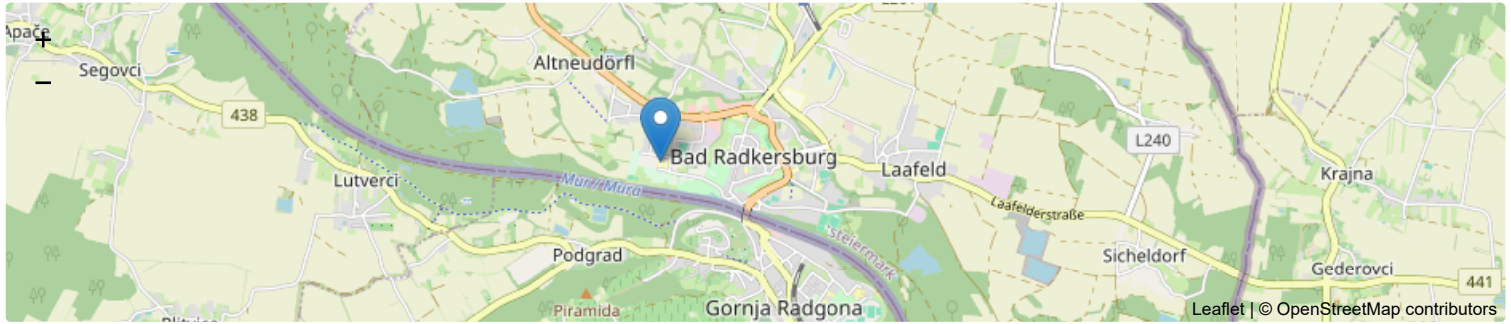 Apače
+
Segovci
−
438
Lutverci
Altneudörfl
Bad Radkersburg
Mur / Mura
Laafeld
L240
Krajna
Laafelderstraße
steiermark
Podgrad
Sicheldorf
Gederovci
441
Piramida
Gornja Radgona
Leaflet | © OpenStreetMap contributors